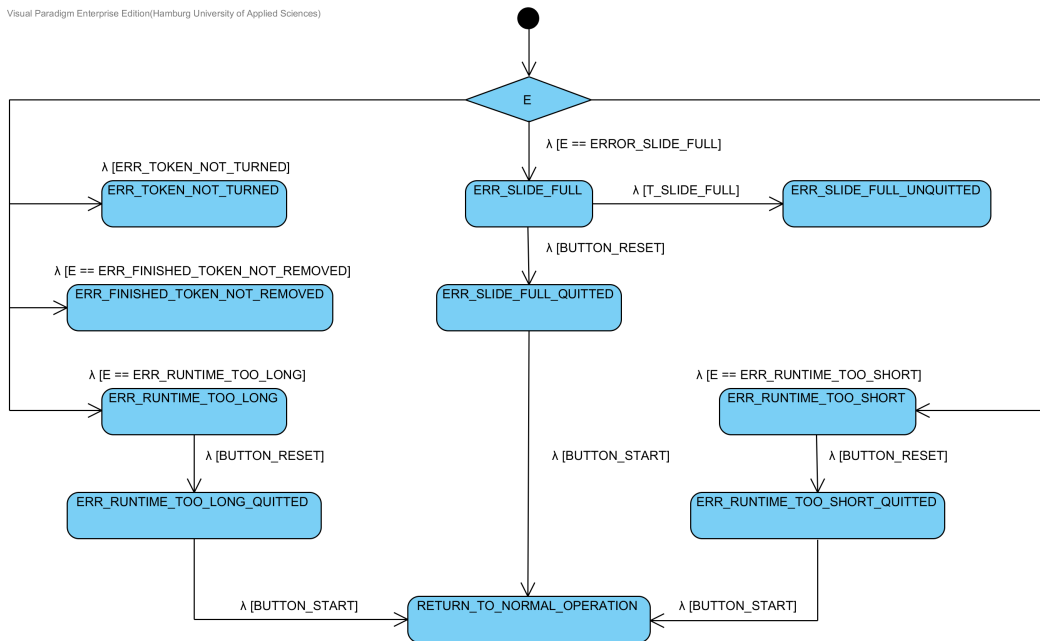 Visual Paradigm Enterprise Edition(Hamburg University of Applied Sciences)
E
λ [E == ERROR_SLIDE_FULL]
λ [ERR_TOKEN_NOT_TURNED]
ERR_TOKEN_NOT_TURNED
ERR_SLIDE_FULL
λ [T_SLIDE_FULL]
ERR_SLIDE_FULL_UNQUITTED
λ [BUTTON_RESET]
λ [E == ERR_FINISHED_TOKEN_NOT_REMOVED]
ERR_FINISHED_TOKEN_NOT_REMOVED
ERR_SLIDE_FULL_QUITTED
λ [E == ERR_RUNTIME_TOO_LONG]
ERR_RUNTIME_TOO_LONG
λ [E == ERR_RUNTIME_TOO_SHORT]
ERR_RUNTIME_TOO_SHORT
λ [BUTTON_RESET]
λ [BUTTON_START]
λ [BUTTON_RESET]
ERR_RUNTIME_TOO_LONG_QUITTED
ERR_RUNTIME_TOO_SHORT_QUITTED
λ [BUTTON_START]
RETURN_TO_NORMAL_OPERATION
λ [BUTTON_START]